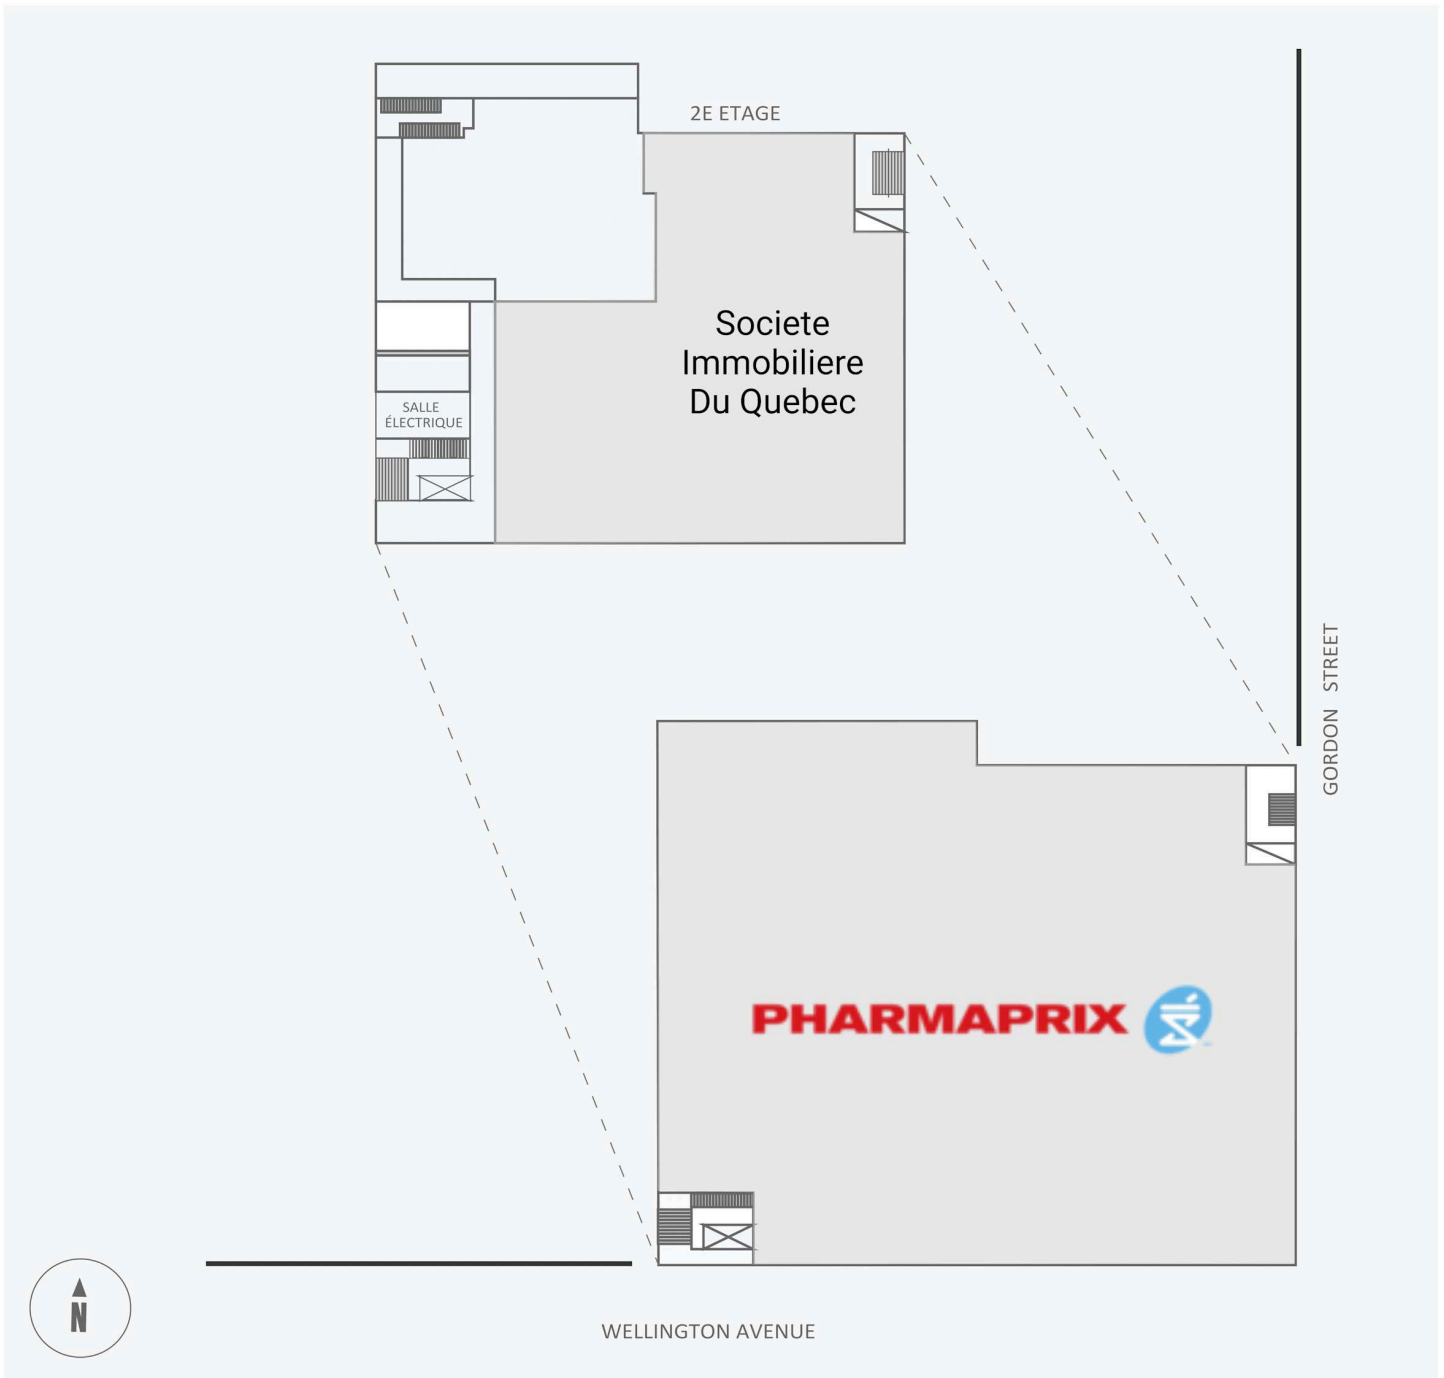 2E ETAGE
Societe
Immobiliere
Du Quebec
SALLE
ÉLECTRIQUE
GORDON STREET
PHARMAPRIX
WELLINGTON AVENUE
N